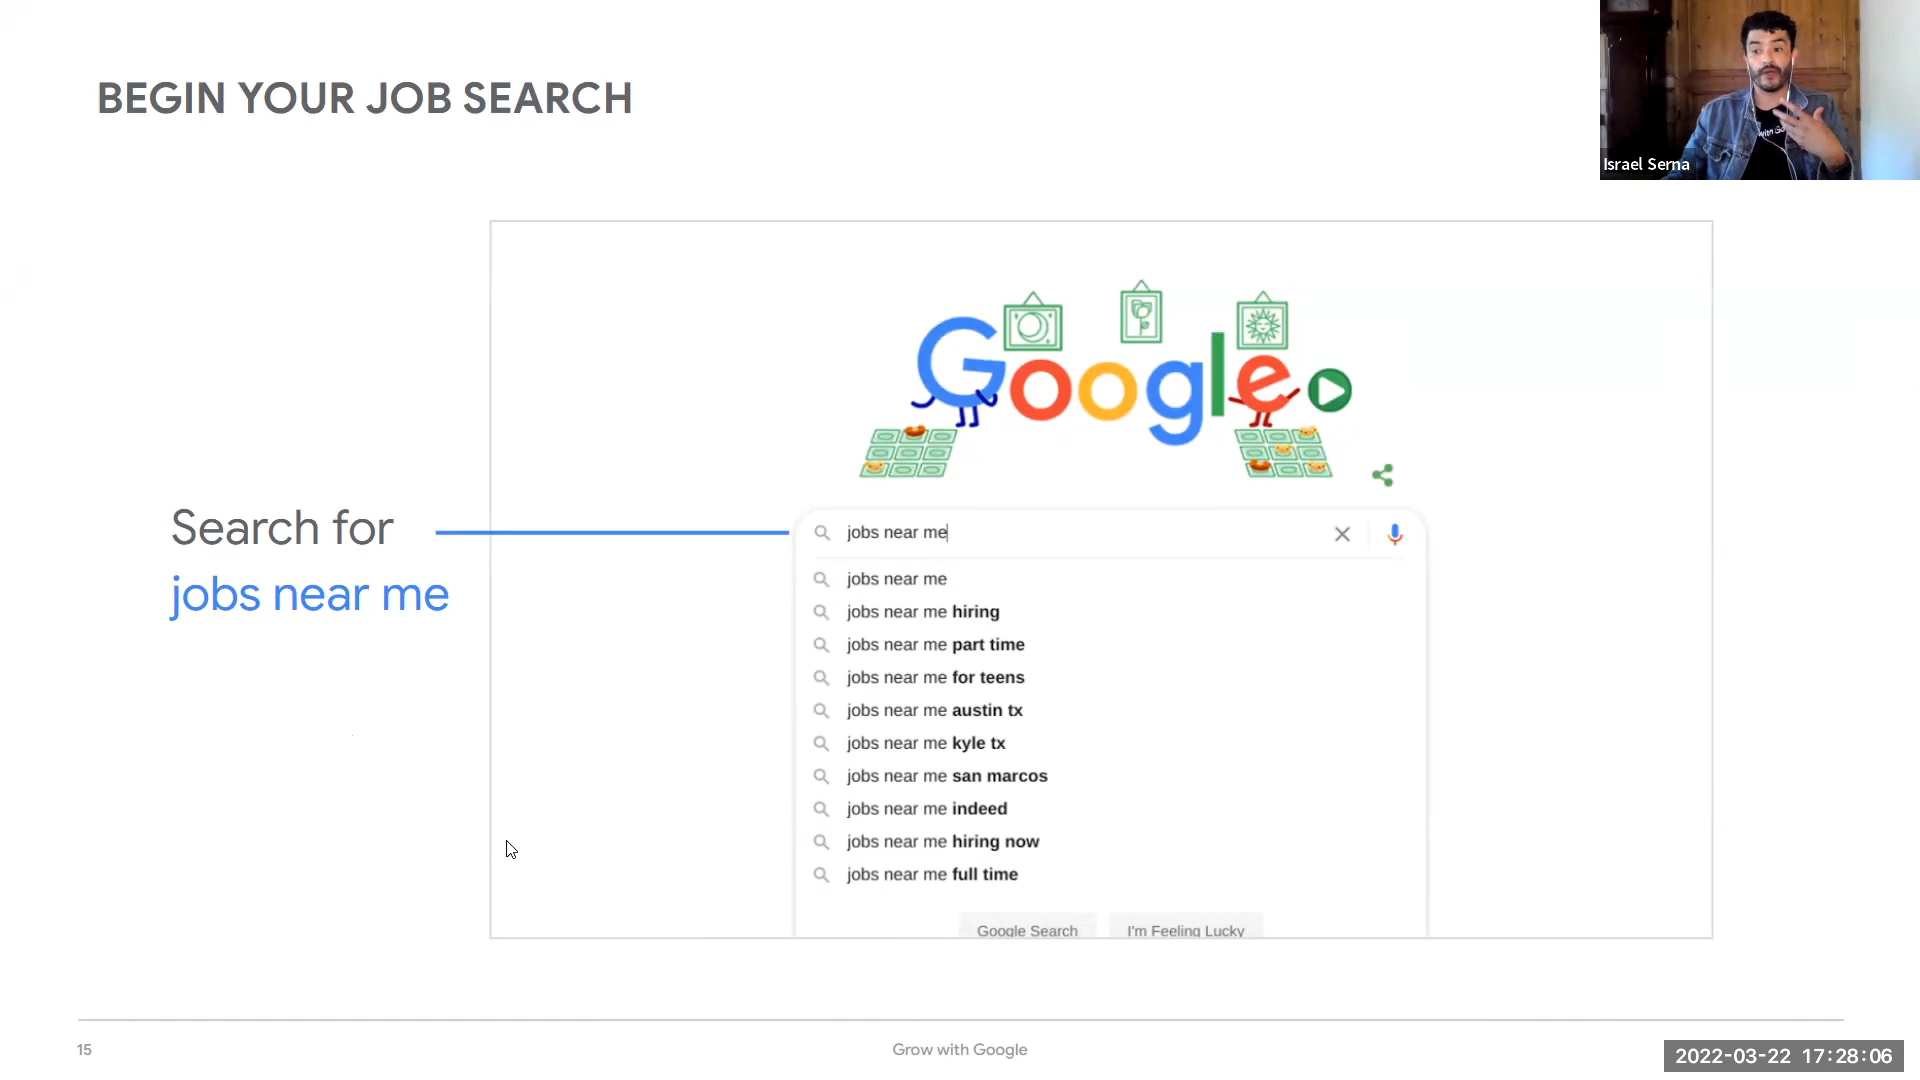 BEGIN YOUR JOB SEARCH
with Go
Israel Serna
Google
Search for
jobs near me
jobs near me
jobs near me
jobs near me hiring
jobs near me part time
jobs near me for teens
jobs near me austin tx
jobs near me kyle tx
jobs near me san marcos
jobs near me indeed
jobs near me hiring now
jobs near me full time
Google Search
I'm Feeling Lucky
15
Grow with Google
2022-03-22 17:28:06